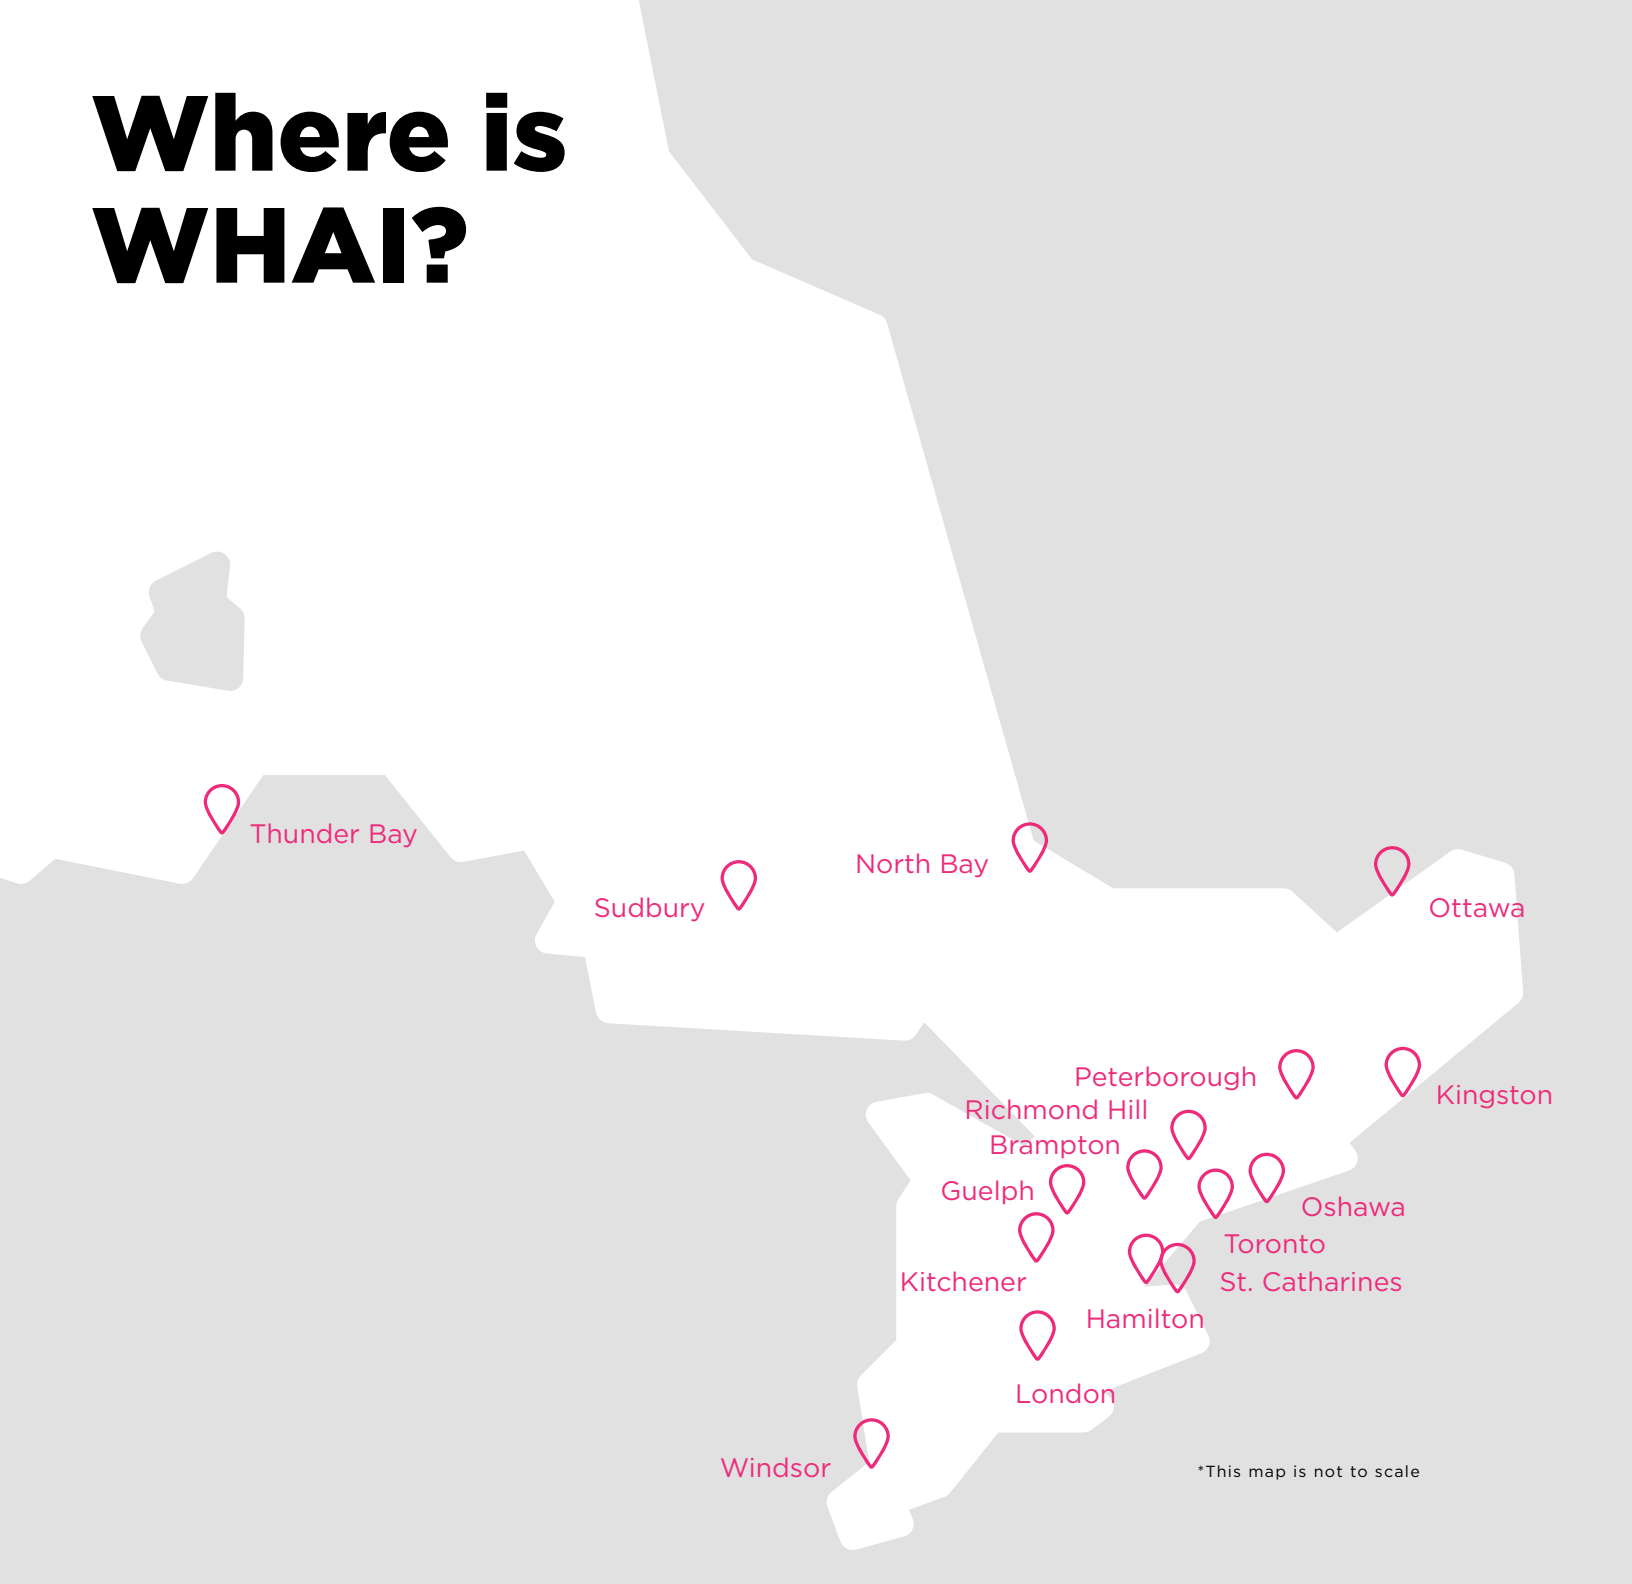 Where is
WHAI?
Thunder Bay
North Bay
Sudbury
Ottawa
Peterborough
Kingston
Richmond Hill
Brampton
Guelph
Oshawa
Toronto
Kitchener
St. Catharines
Hamilton
London
Windsor
*This map is not to scale